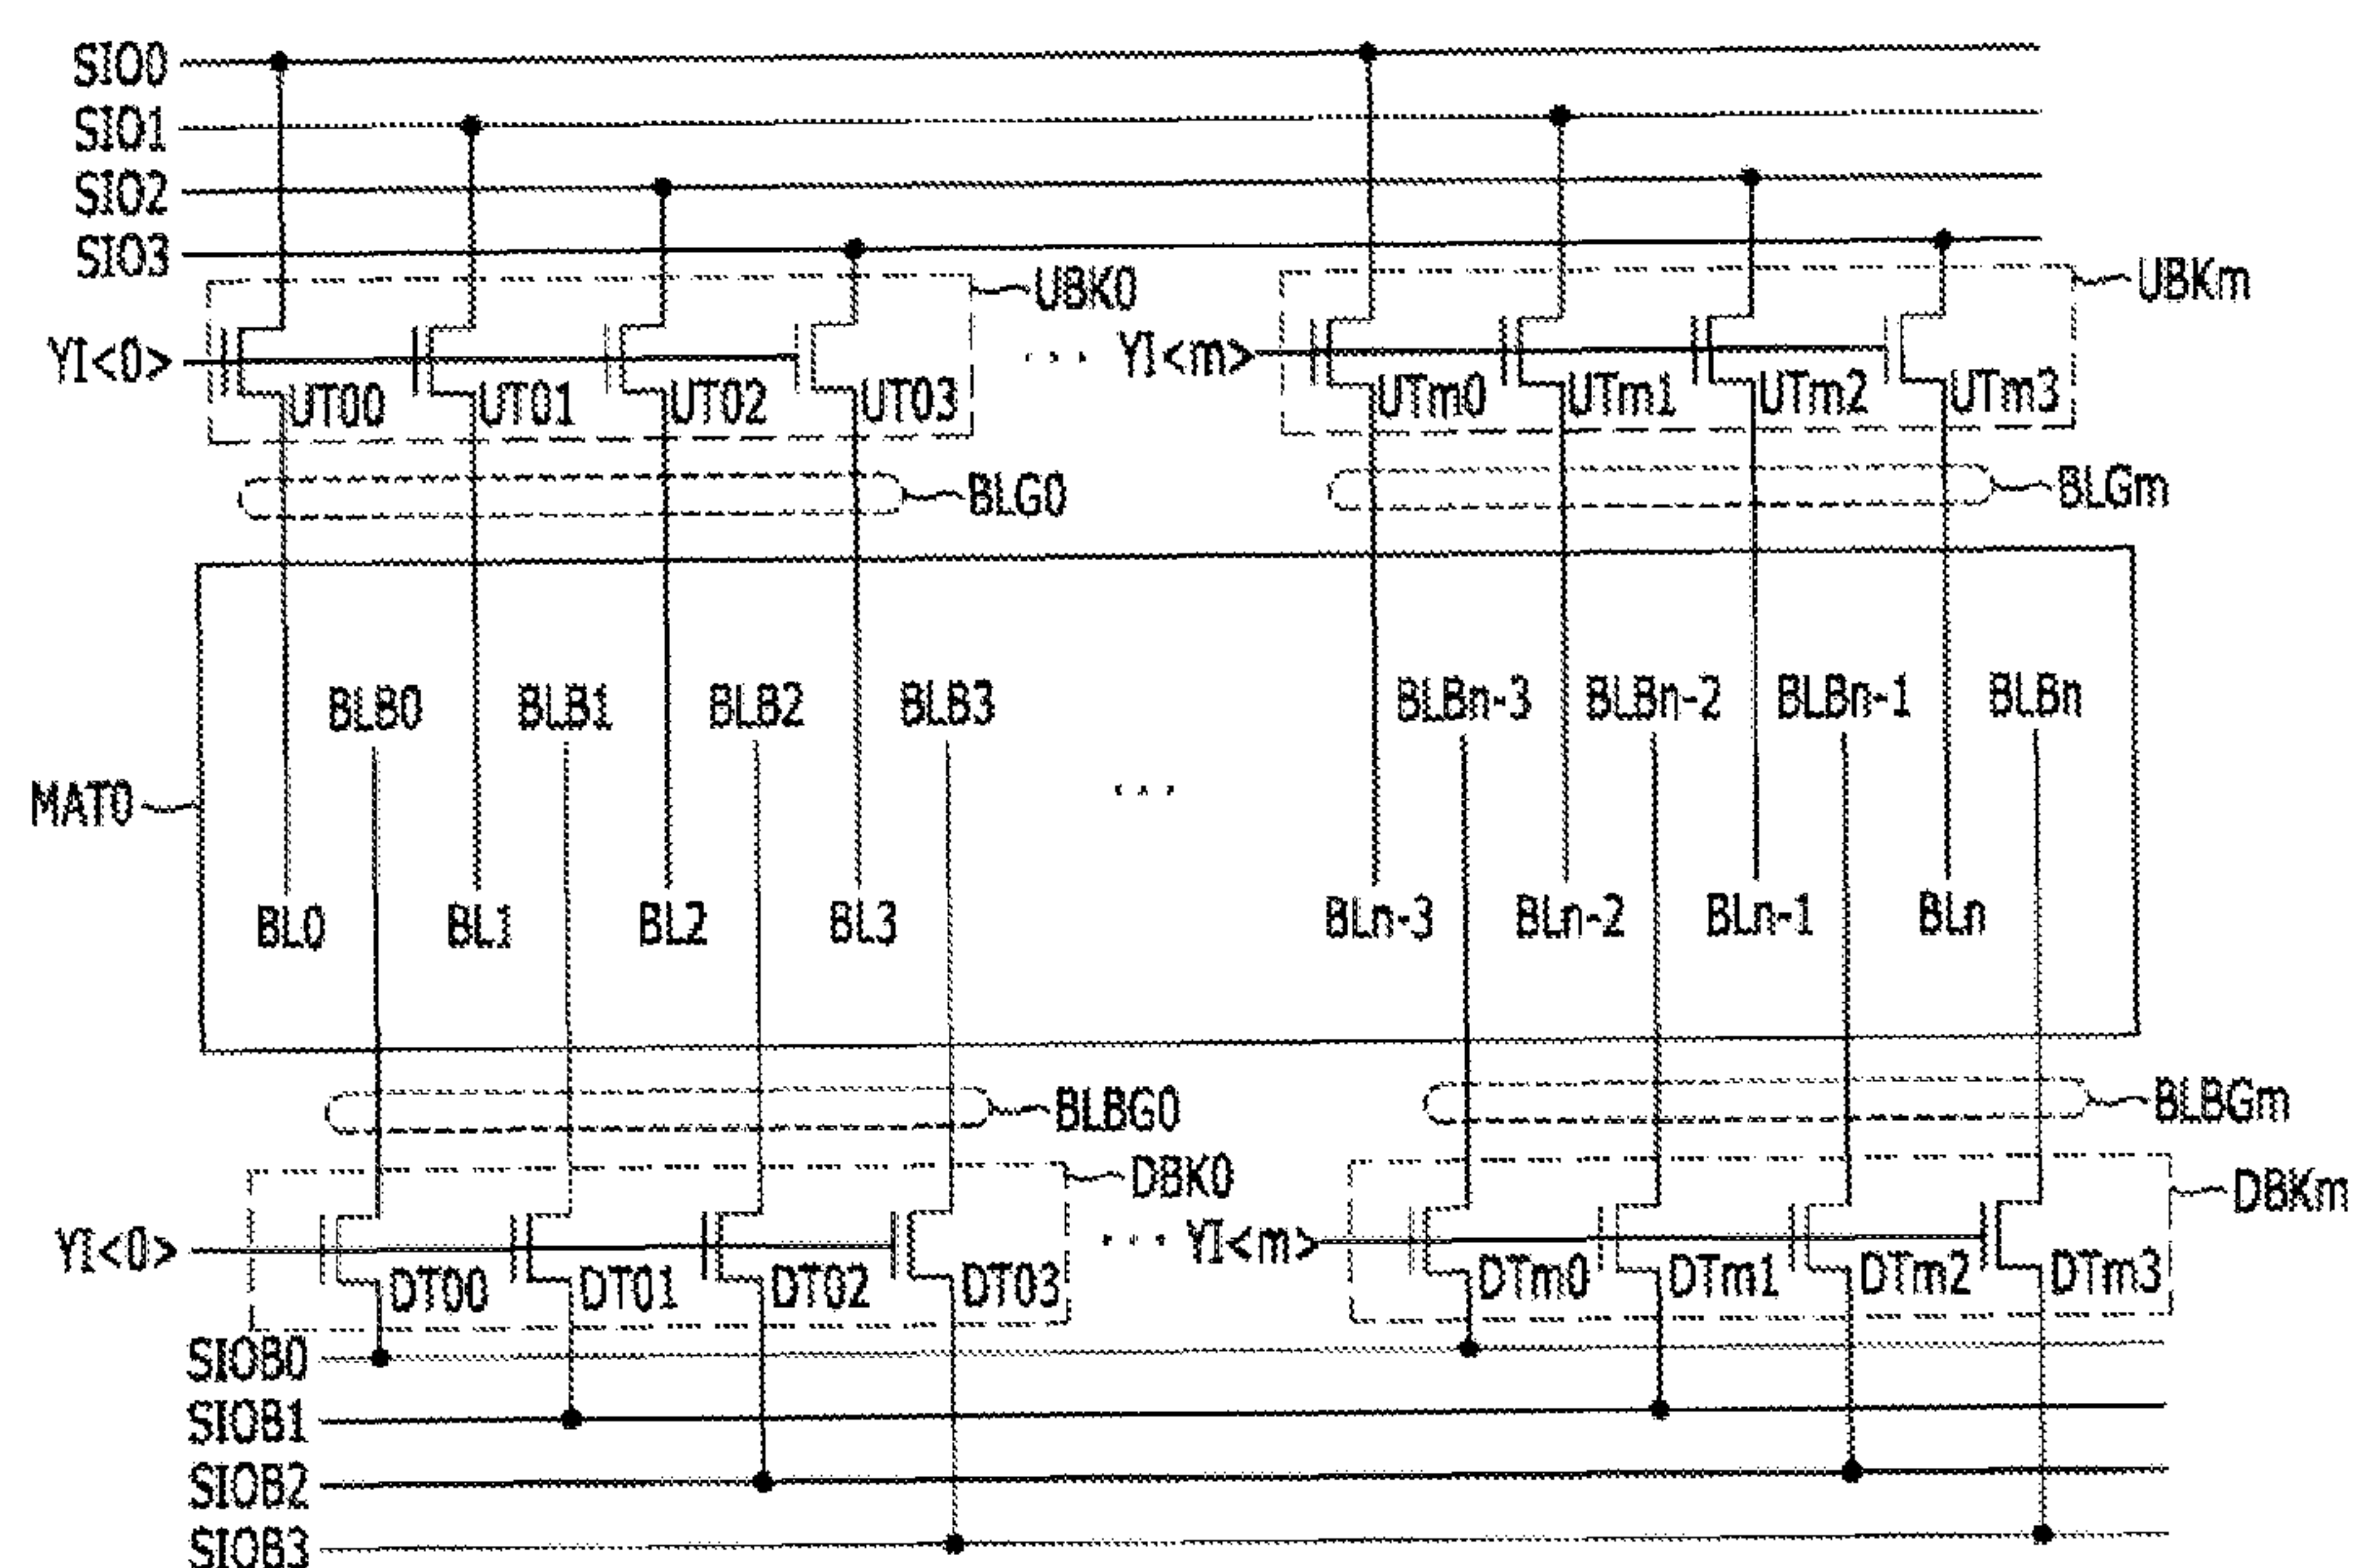 SIO0
SIO1
SIO2
SIO3
UBK0
UBKm
YI<0>
... YI<m>
UT00 UT01 UT02 UT03
UTm0 UTm1 UTm2 UTm3
BLG0
BLGm
BLB0 BLB1 BLB2 BLB3
BLBn-3 BLBn-2 BLBn-1 BLBn
MAT0
...
BL0 BL1 BL2 BL3
BLn-3 BLn-2 BLn-1 BLn
BLBG0
BLBGm
DBK0
DBKm
YI<0>
... YI<m>
DT00 DT01 DT02 DT03
DTm0 DTm1 DTm2 DTm3
SIOB0
SIOB1
SIOB2
SIOB3